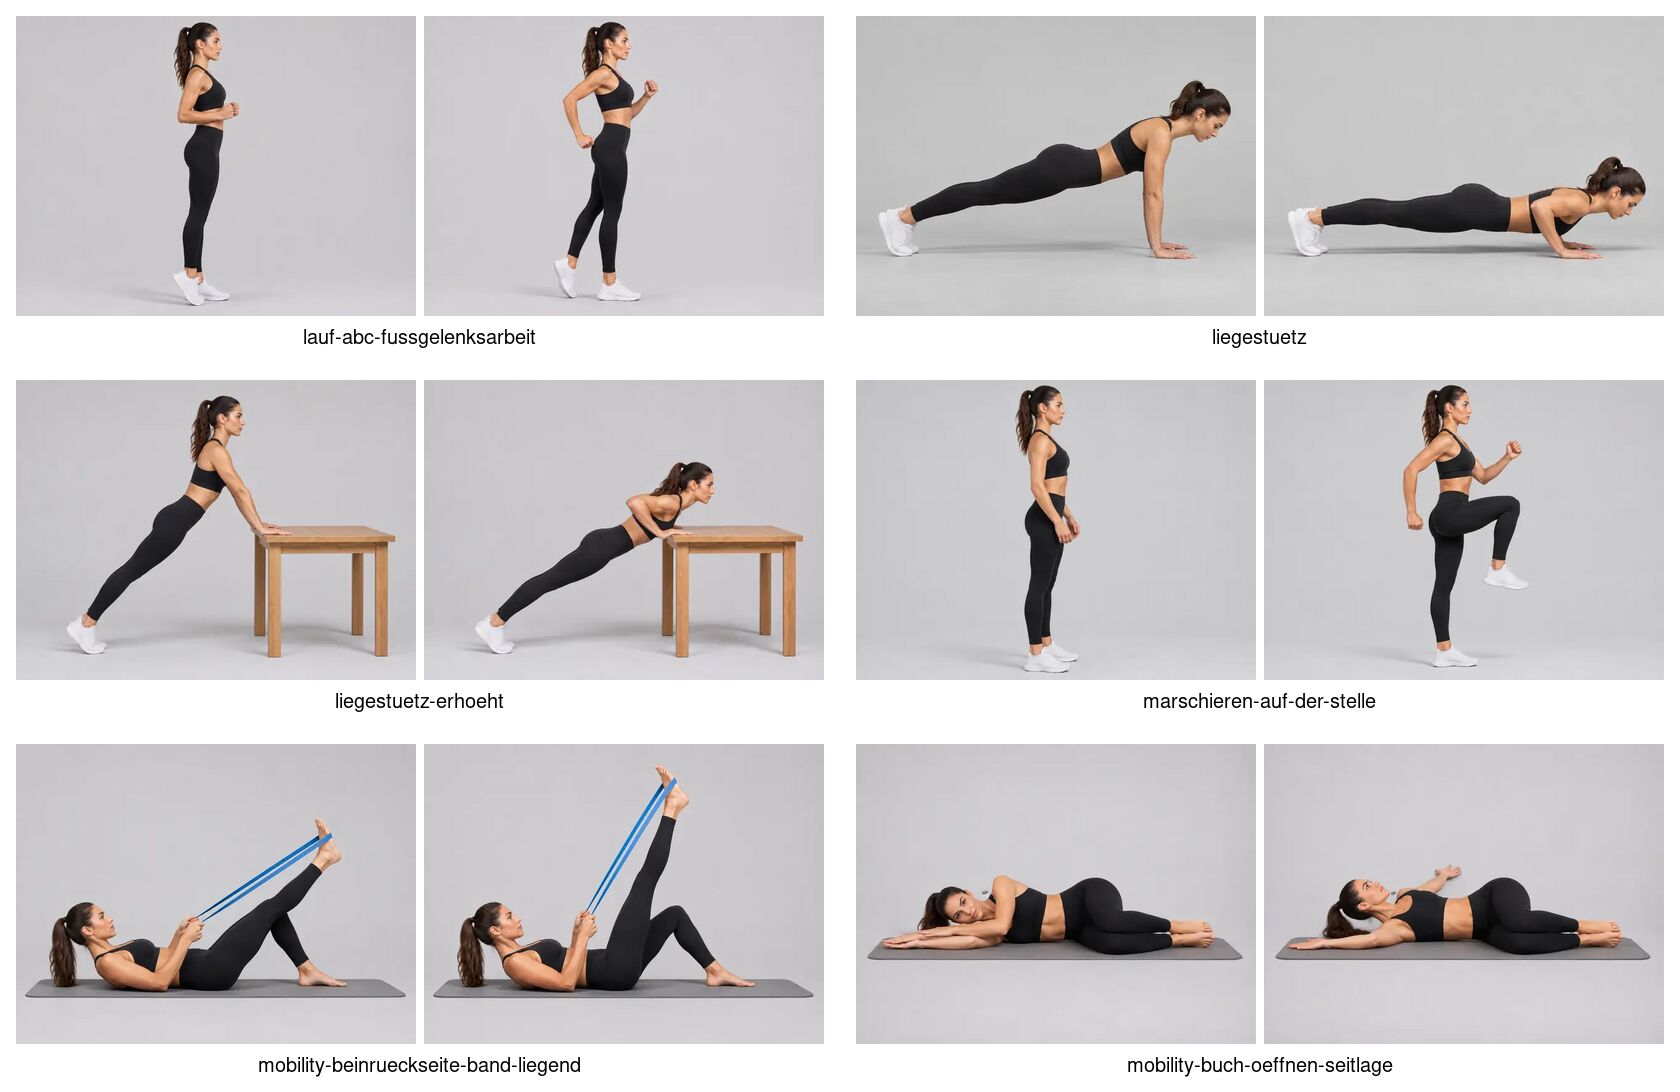 lauf-abc-fussgelenksarbeit
liegestuetz
liegestuetz-erhoeht
marschieren-auf-der-stelle
mobility-beinrueckseite-band-liegend
mobility-buch-oeffnen-seitlage